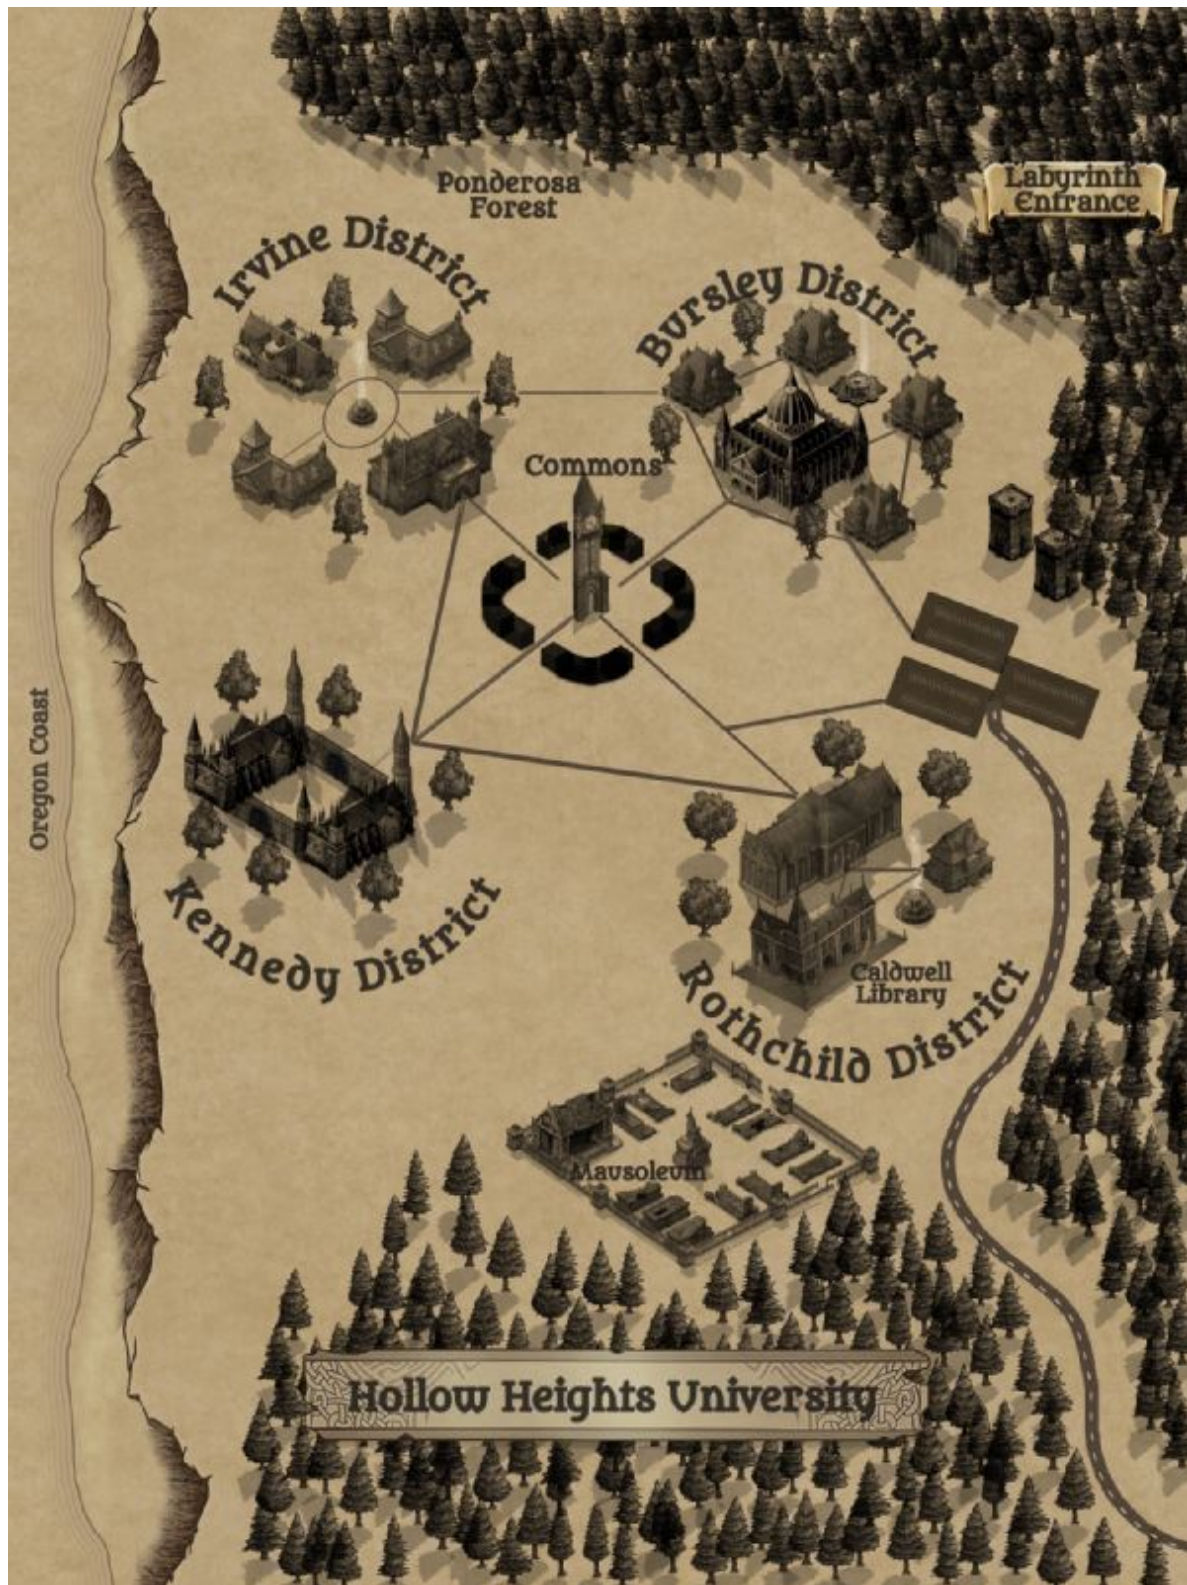 Ponderosa
Forest
Labyrinth
Entrance
Irvine District
Bursley District
Commons
Oregon Coast
Kennedy District
Caldwell
Library
Rothchild District
Mausoleum
Hollow Heights University